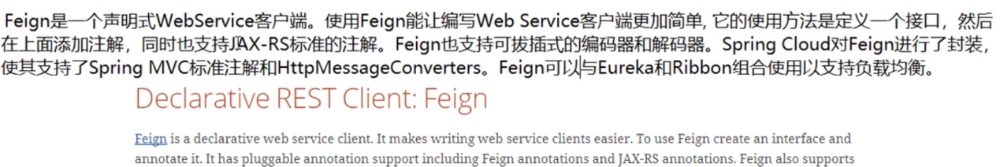 Feign是一个声明式WebService客户端。使用Feign能让编写Web Service客户端更加简单, 它的使用方法是定义一个接口，然后
在上面添加注解，同时也支持JAX-RS标准的注解。Feign也支持可拔插式的编码器和解码器。Spring Cloud对Feign进行了封装，
使其支持了Spring MVC标准注解和HttpMessageConverters。Feign可以与Eureka和Ribbon组合使用以支持负载均衡。
Declarative REST Client: Feign
Feign is a declarative web service client. It makes writing web service clients easier. To use Feign create an interface and
annotate it. It has pluggable annotation support including Feign annotations and JAX-RS annotations. Feign also supports